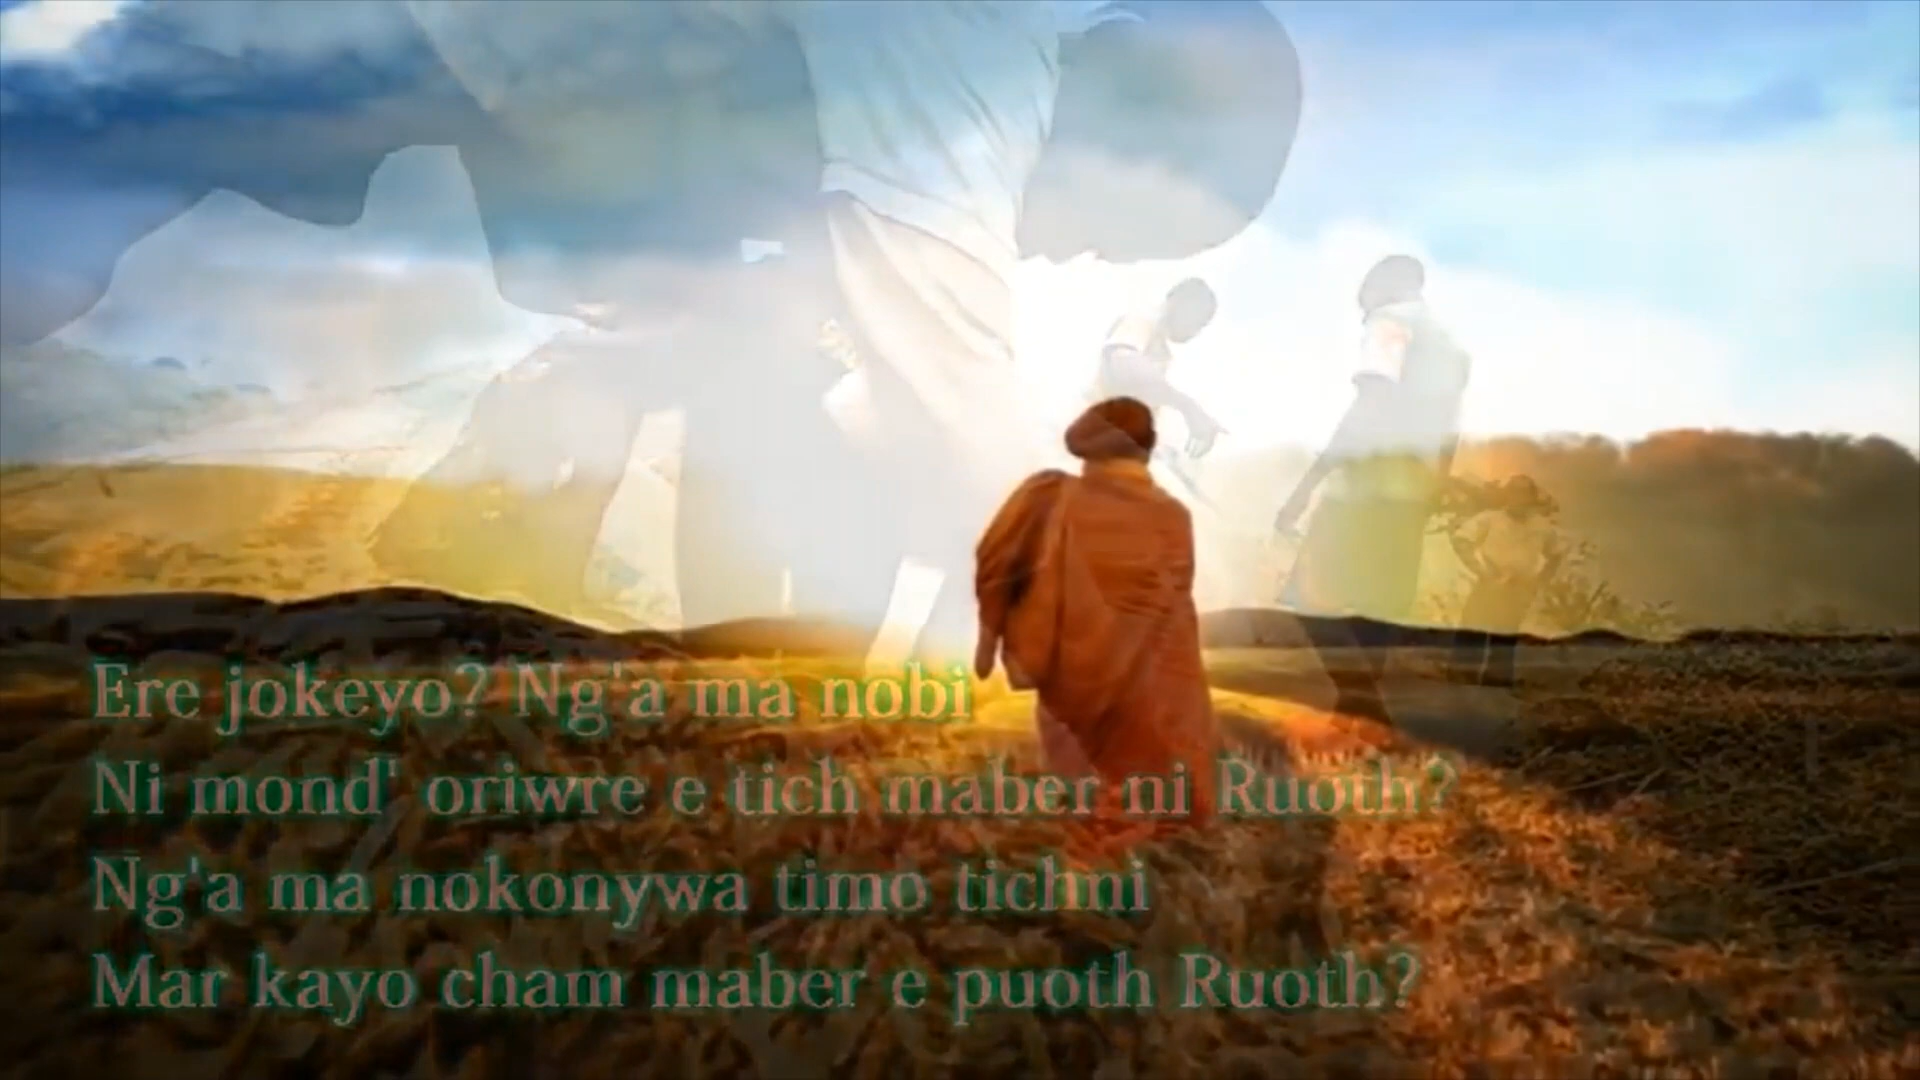 Ere jokeyo? Ng'a ma nobi
Ni mond' oriwre e tich maber ni Ruoth?
Ng'a ma nokonywa timo tichni
Mar kayo cham maber e puoth Ruoth?